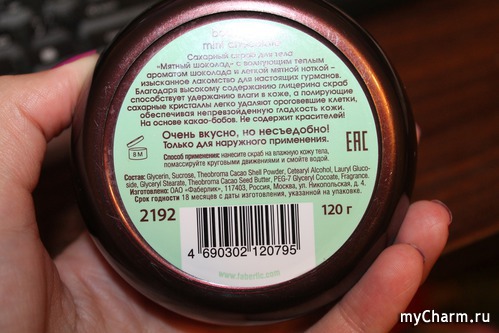 Сахарный скраб для тела
«Мятный шоколад» с волнующим теплым
ароматом шоколада и легкой мятной ноткой –
изысканное лакомство для настоящих гурманов.
Благодаря высокому содержанию глицерина скраб
способствует удержанию влаги в коже, а полирующие
сахарные кристаллы легко удаляют ороговевшие клетки,
обеспечивая непревзойденную гладкость кожи.
На основе какао-бобов. Не содержит красителей!
Очень вкусно, но несъедобно!
Только для наружного применения.
8M
EAC
Способ применения: нанесите скраб на влажную кожу тела,
помассируйте круговыми движениями и смойте водой.
Состав: Glycerin, Sucrose, Theobroma Cacao Shell Powder, Cetearyl Alcohol, Lauryl Gluco-
side, Glyceryl Stearate, Theobroma Cacao Seed Butter, PEG-7 Glyceryl Cocoate, Fragrance.
Изготовлено ОАО «Фаберлик», 117403, Россия, Москва, ул. Никопольская, д. 4.
Срок годности 18 месяцев с даты изготовления, указанной на упаковке.
2192
120 г
4 690302 120795
www.faberlic.com
myCharm.ru